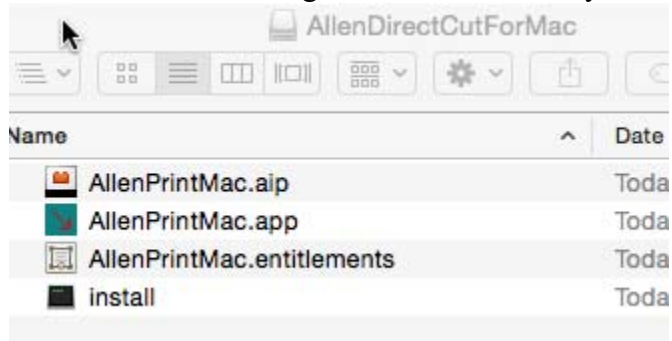 AllenDirectCutForMac
Name Date
AllenPrintMac.aip Toda
AllenPrintMac.app Toda
AllenPrintMac.entitlements Toda
install Toda